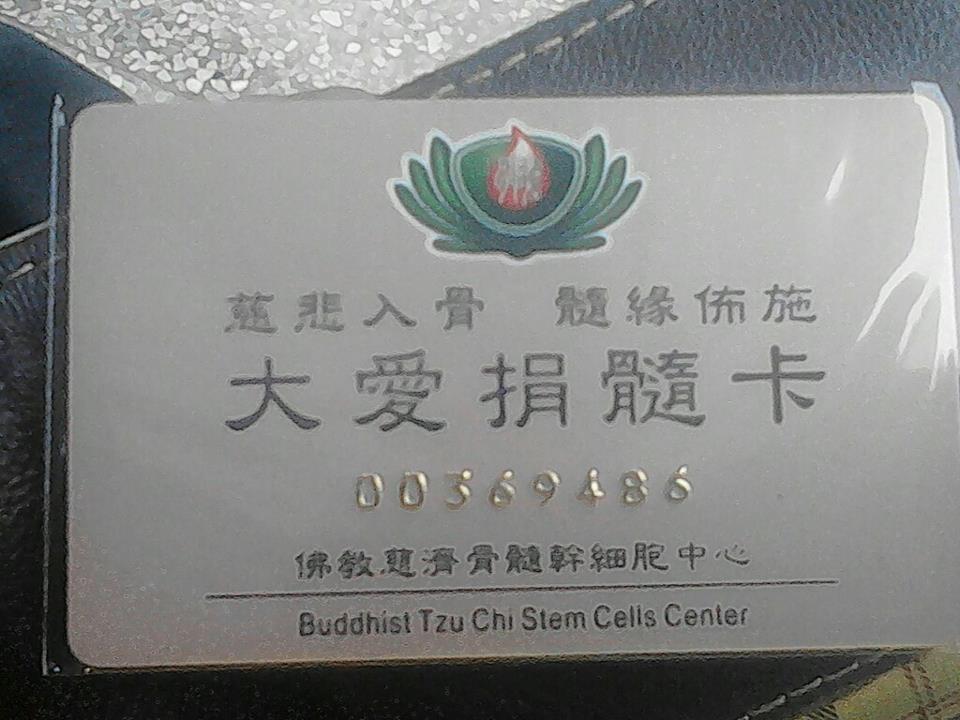 慈悲入骨 髓緣佈施
大愛捐髓卡
00369486
佛教慈濟骨髓幹細胞中心
Buddhist Tzu Chi Stem Cells Center